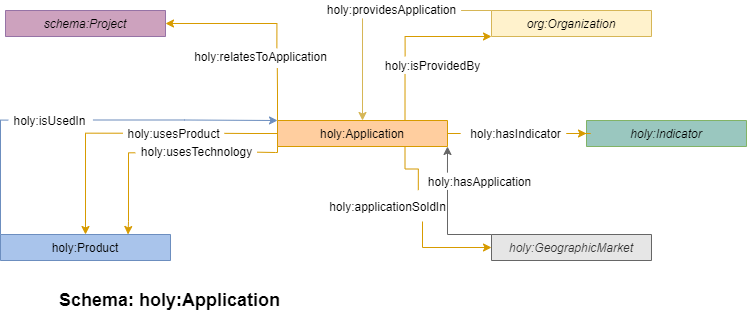 holy:providesApplication
schema:Project
org:Organization
holy:relatesToApplication
holy:isProvidedBy
holy:isUsedIn
holy:usesProduct
holy:Application
holy:hasIndicator
holy:Indicator
holy:usesTechnology
holy:hasApplication
holy:applicationSoldIn
holy:Product
holy:GeographicMarket
Schema: holy:Application